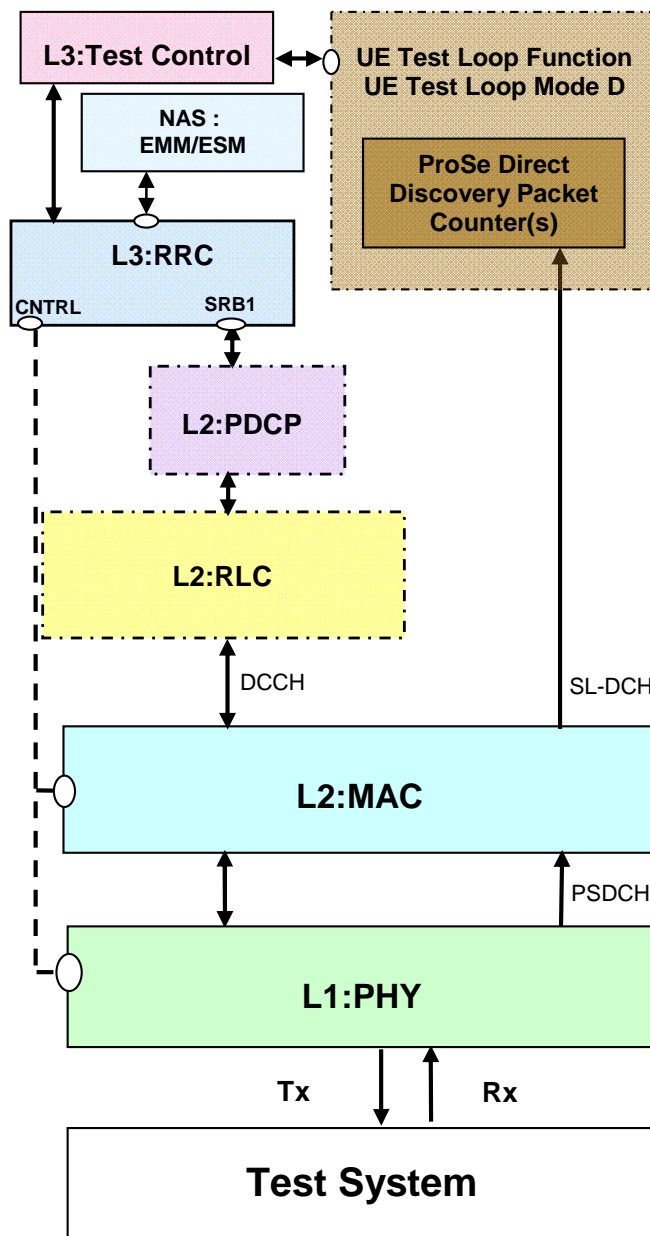 L3:Test Control
UE Test Loop Function
UE Test Loop Mode D
NAS :
EMM/ESM
ProSe Direct
Discovery Packet
Counter(s)
L3:RRC
CNTRL
SRB1
L2:PDCP
L2:RLC
DCCH
SL-DCH
L2:MAC
PSDCH
L1:PHY
Tx
Rx
Test System